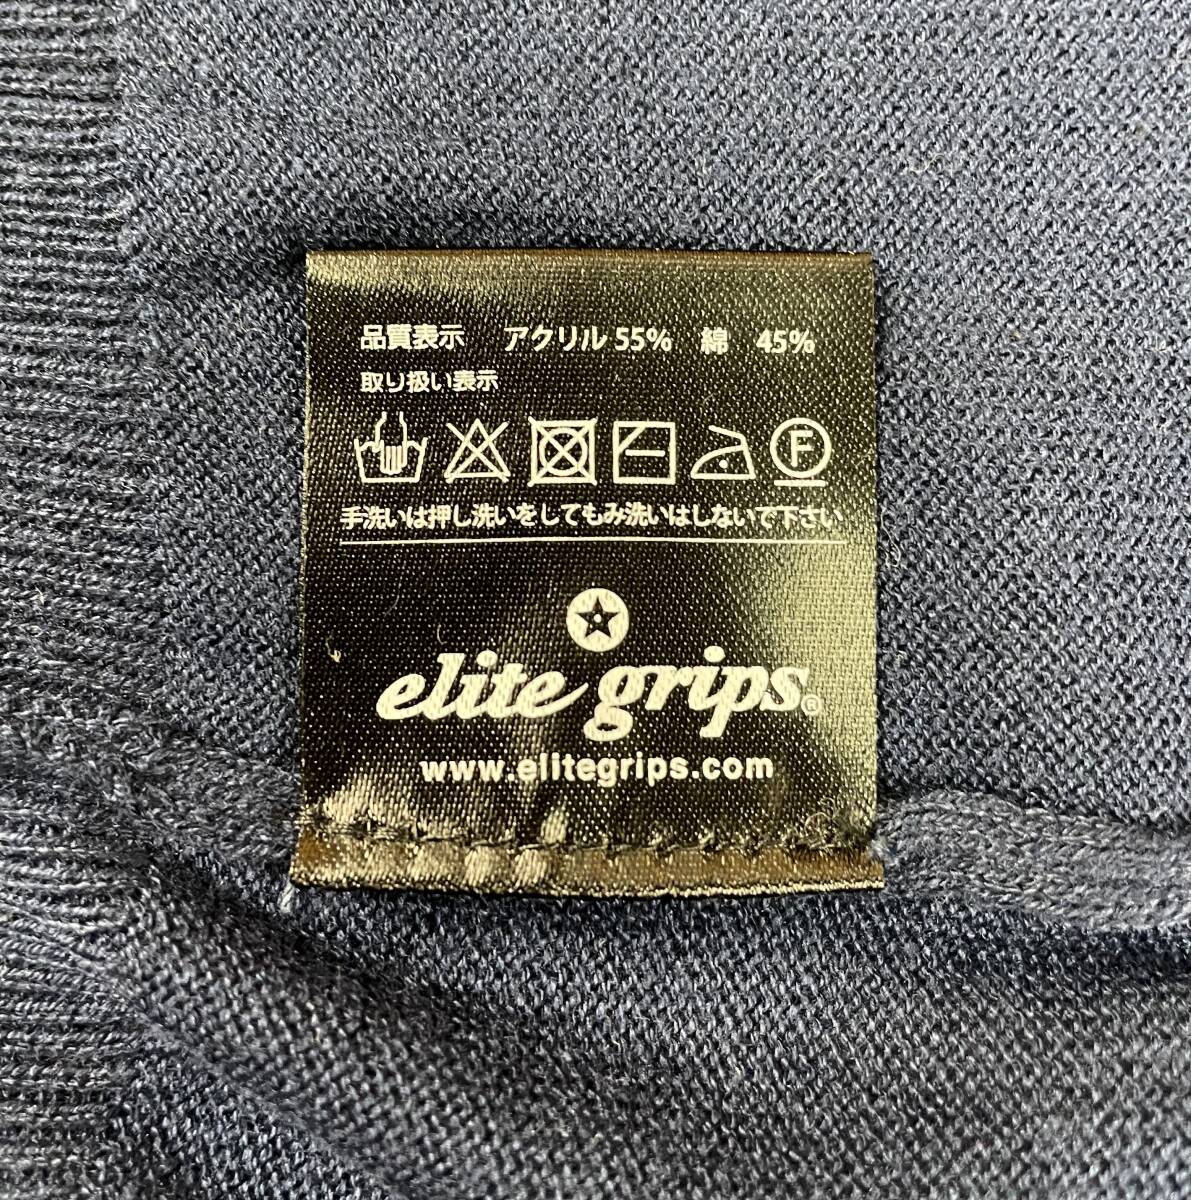 品質表示 アクリル 55% 綿 45%
取り扱い表示
F
手洗いは押し洗いをしてもみ洗いはしないで下さい
elite grips®
www.elitegrips.com